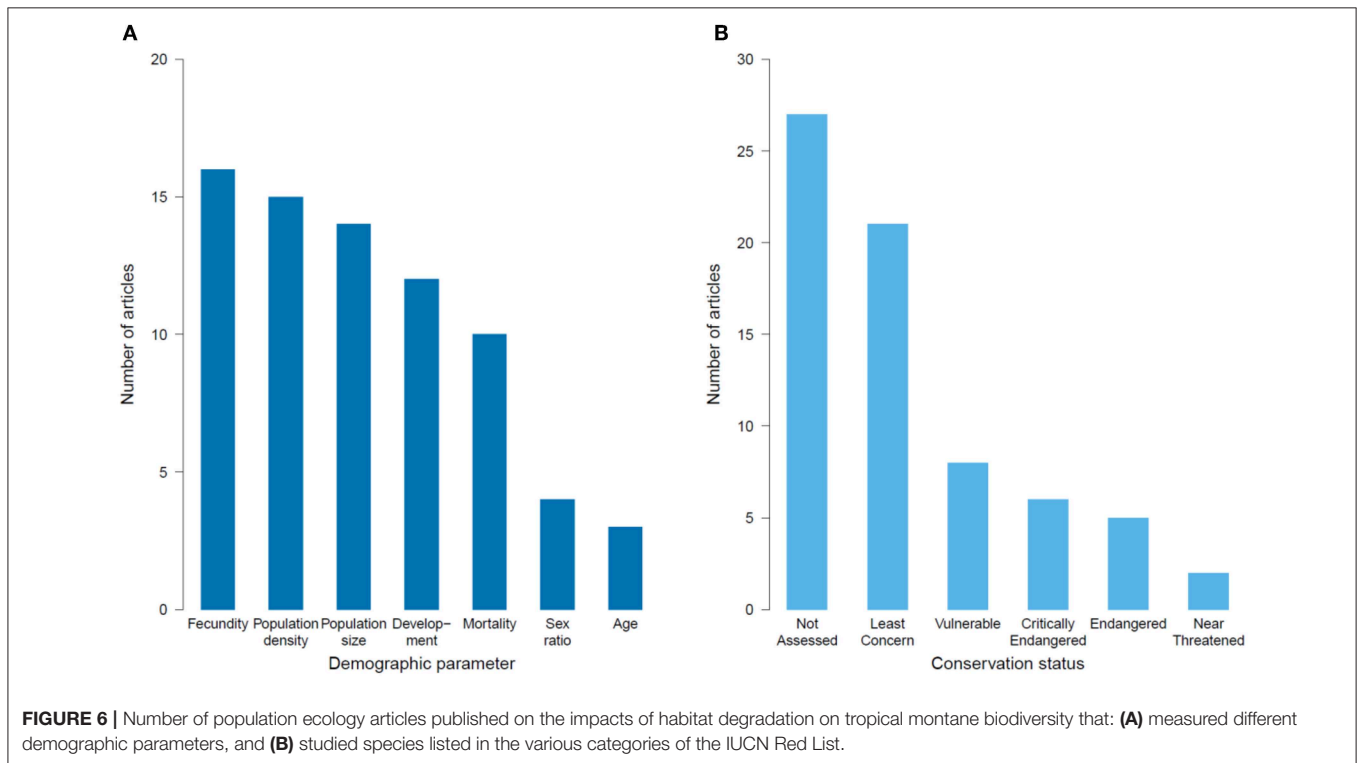 A
20
15
10
5
0
Number of articles
Fecundity Population density Population size Develop− ment Mortality Sex ratio Age
Demographic parameter
B
30
25
20
15
10
5
0
Number of articles
Not Assessed Least Concern Vulnerable Critically Endangered Endangered Near Threatened
Conservation status
FIGURE 6 | Number of population ecology articles published on the impacts of habitat degradation on tropical montane biodiversity that: (A) measured different
demographic parameters, and (B) studied species listed in the various categories of the IUCN Red List.